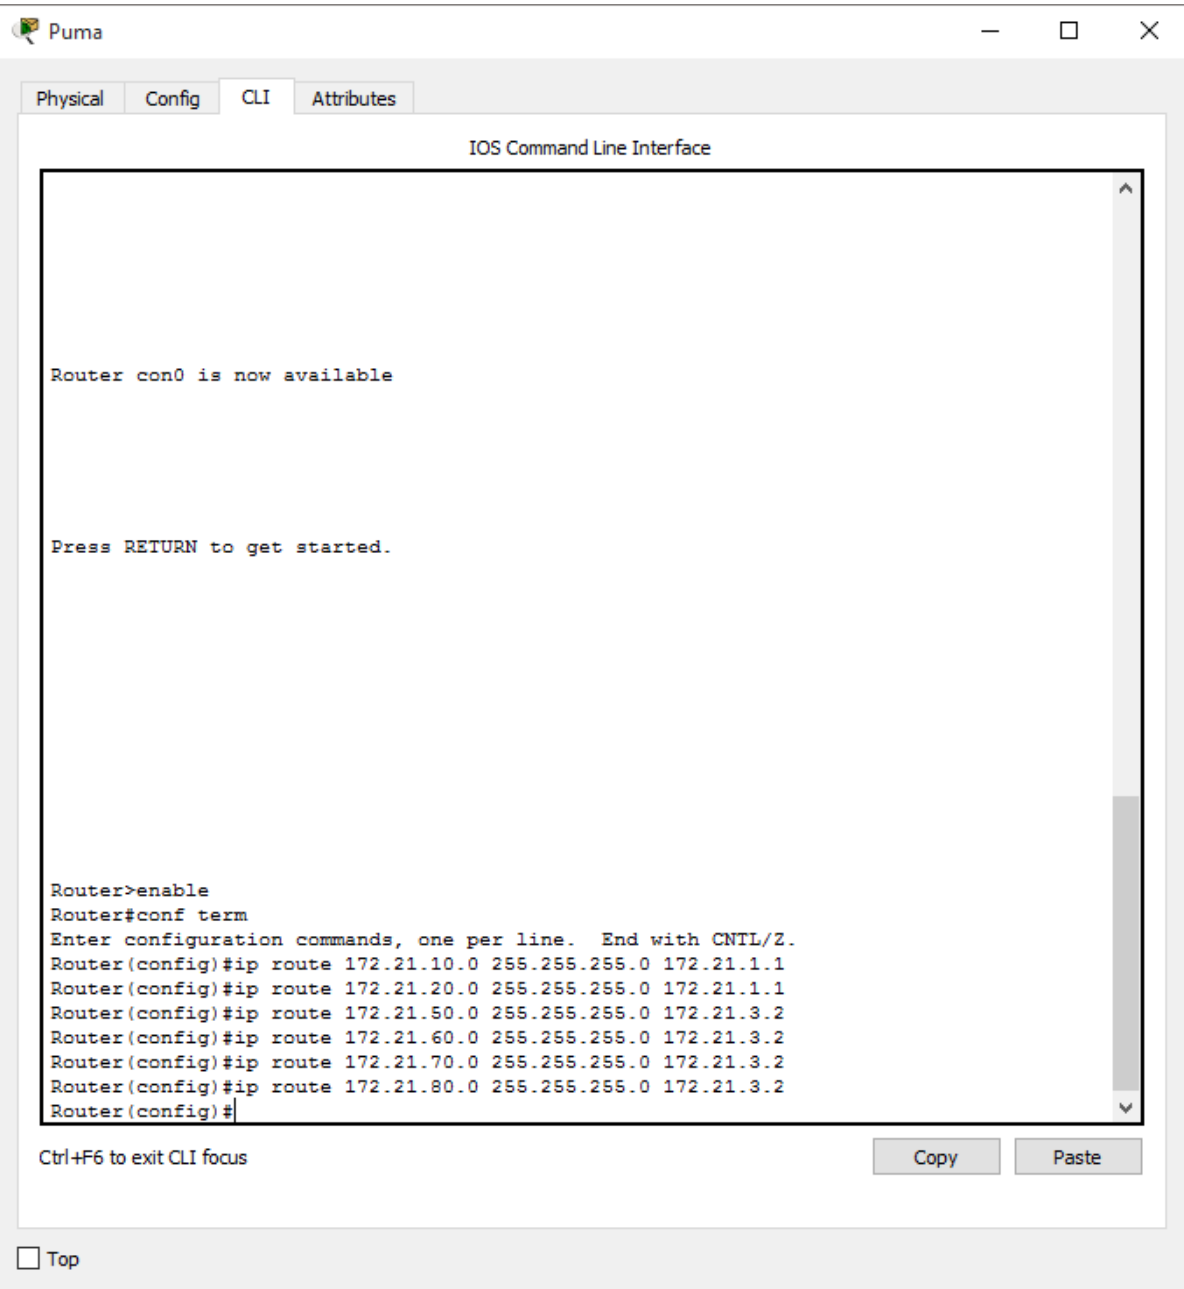 Puma
Physical Config CLI Attributes
IOS Command Line Interface
Router con0 is now available
Press RETURN to get started.
Router>enable
Router#conf term
Enter configuration commands, one per line.  End with CNTL/Z.
Router(config)#ip route 172.21.10.0 255.255.255.0 172.21.1.1
Router(config)#ip route 172.21.20.0 255.255.255.0 172.21.1.1
Router(config)#ip route 172.21.50.0 255.255.255.0 172.21.3.2
Router(config)#ip route 172.21.60.0 255.255.255.0 172.21.3.2
Router(config)#ip route 172.21.70.0 255.255.255.0 172.21.3.2
Router(config)#ip route 172.21.80.0 255.255.255.0 172.21.3.2
Router(config)#
Ctrl+F6 to exit CLI focus Copy Paste
Top